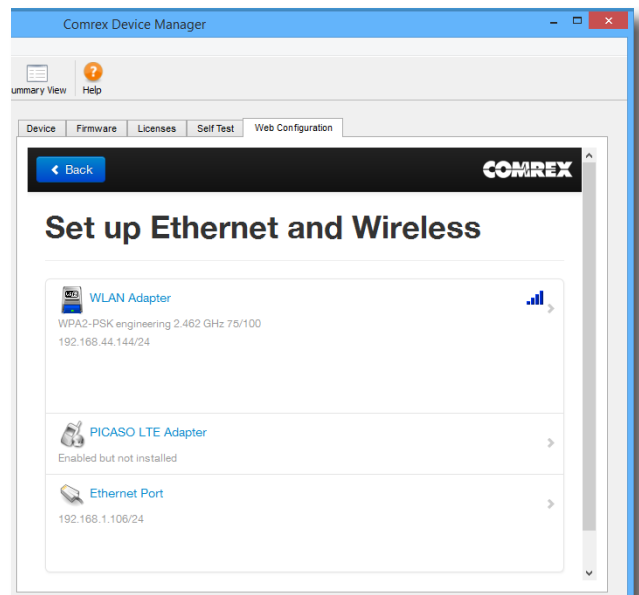 Comrex Device Manager
ummary View Help
Device Firmware Licenses Self Test Web Configuration
Back COMREX
Set up Ethernet and Wireless
WLAN Adapter
WPA2-PSK engineering 2.462 GHz 75/100
192.168.44.144/24
PICASO LTE Adapter
Enabled but not installed
Ethernet Port
192.168.1.106/24